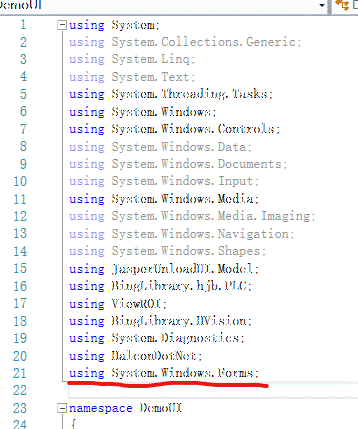 DemoUI
1 using System;
2 using System.Collections.Generic;
3 using System.Linq;
4 using System.Text;
5 using System.Threading.Tasks;
6 using System.Windows;
7 using System.Windows.Controls;
8 using System.Windows.Data;
9 using System.Windows.Documents;
10 using System.Windows.Input;
11 using System.Windows.Media;
12 using System.Windows.Media.Imaging;
13 using System.Windows.Navigation;
14 using System.Windows.Shapes;
15 using JasperUnloadUI.Model;
16 using BingLibrary.hjb.PLC;
17 using ViewROI;
18 using BingLibrary.HVision;
19 using System.Diagnostics;
20 using HalconDotNet;
21 using System.Windows.Forms;
22
23 namespace DemoUI
24 {